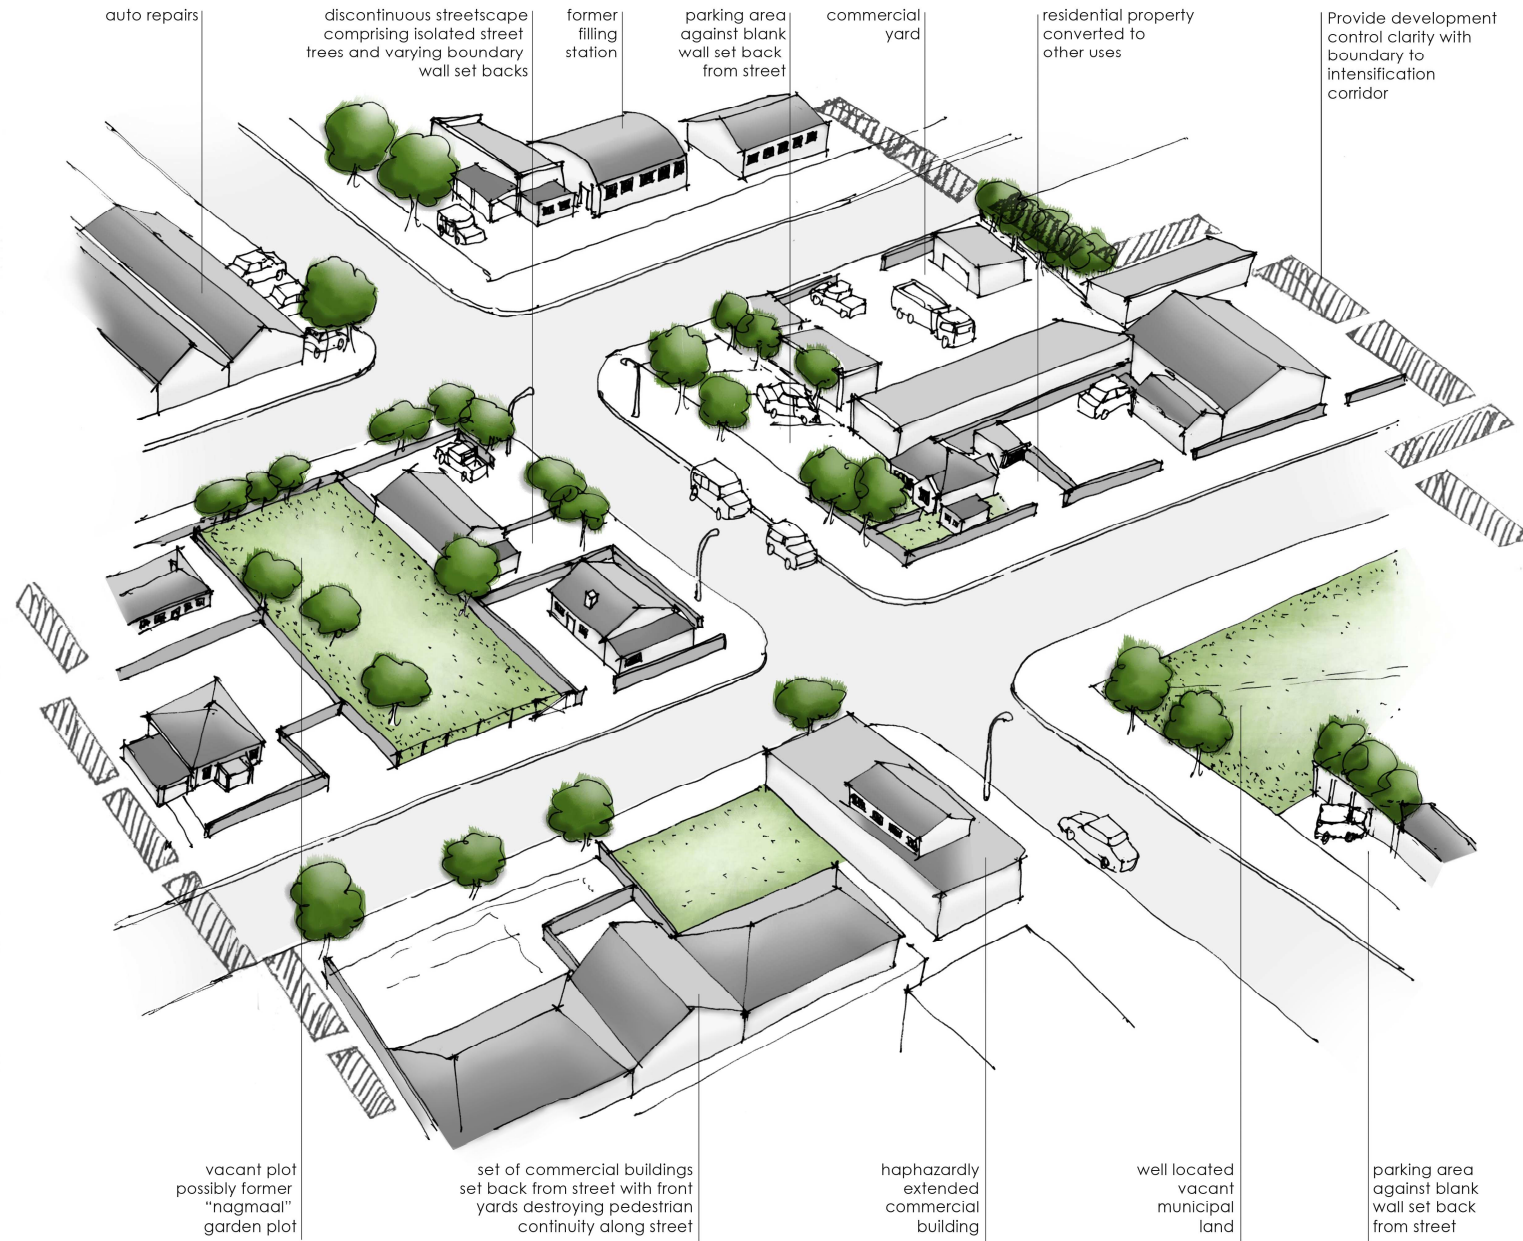 auto repairs
discontinuous streetscape
comprising isolated street
trees and varying boundary
wall set backs
former
filling
station
parking area
against blank
wall set back
from street
commercial
yard
residential property
converted to
other uses
Provide development
control clarity with
boundary to
intensification
corridor
vacant plot
possibly former
“nagmaal”
garden plot
set of commercial buildings
set back from street with front
yards destroying pedestrian
continuity along street
haphazardly
extended
commercial
building
well located
vacant
municipal
land
parking area
against blank
wall set back
from street